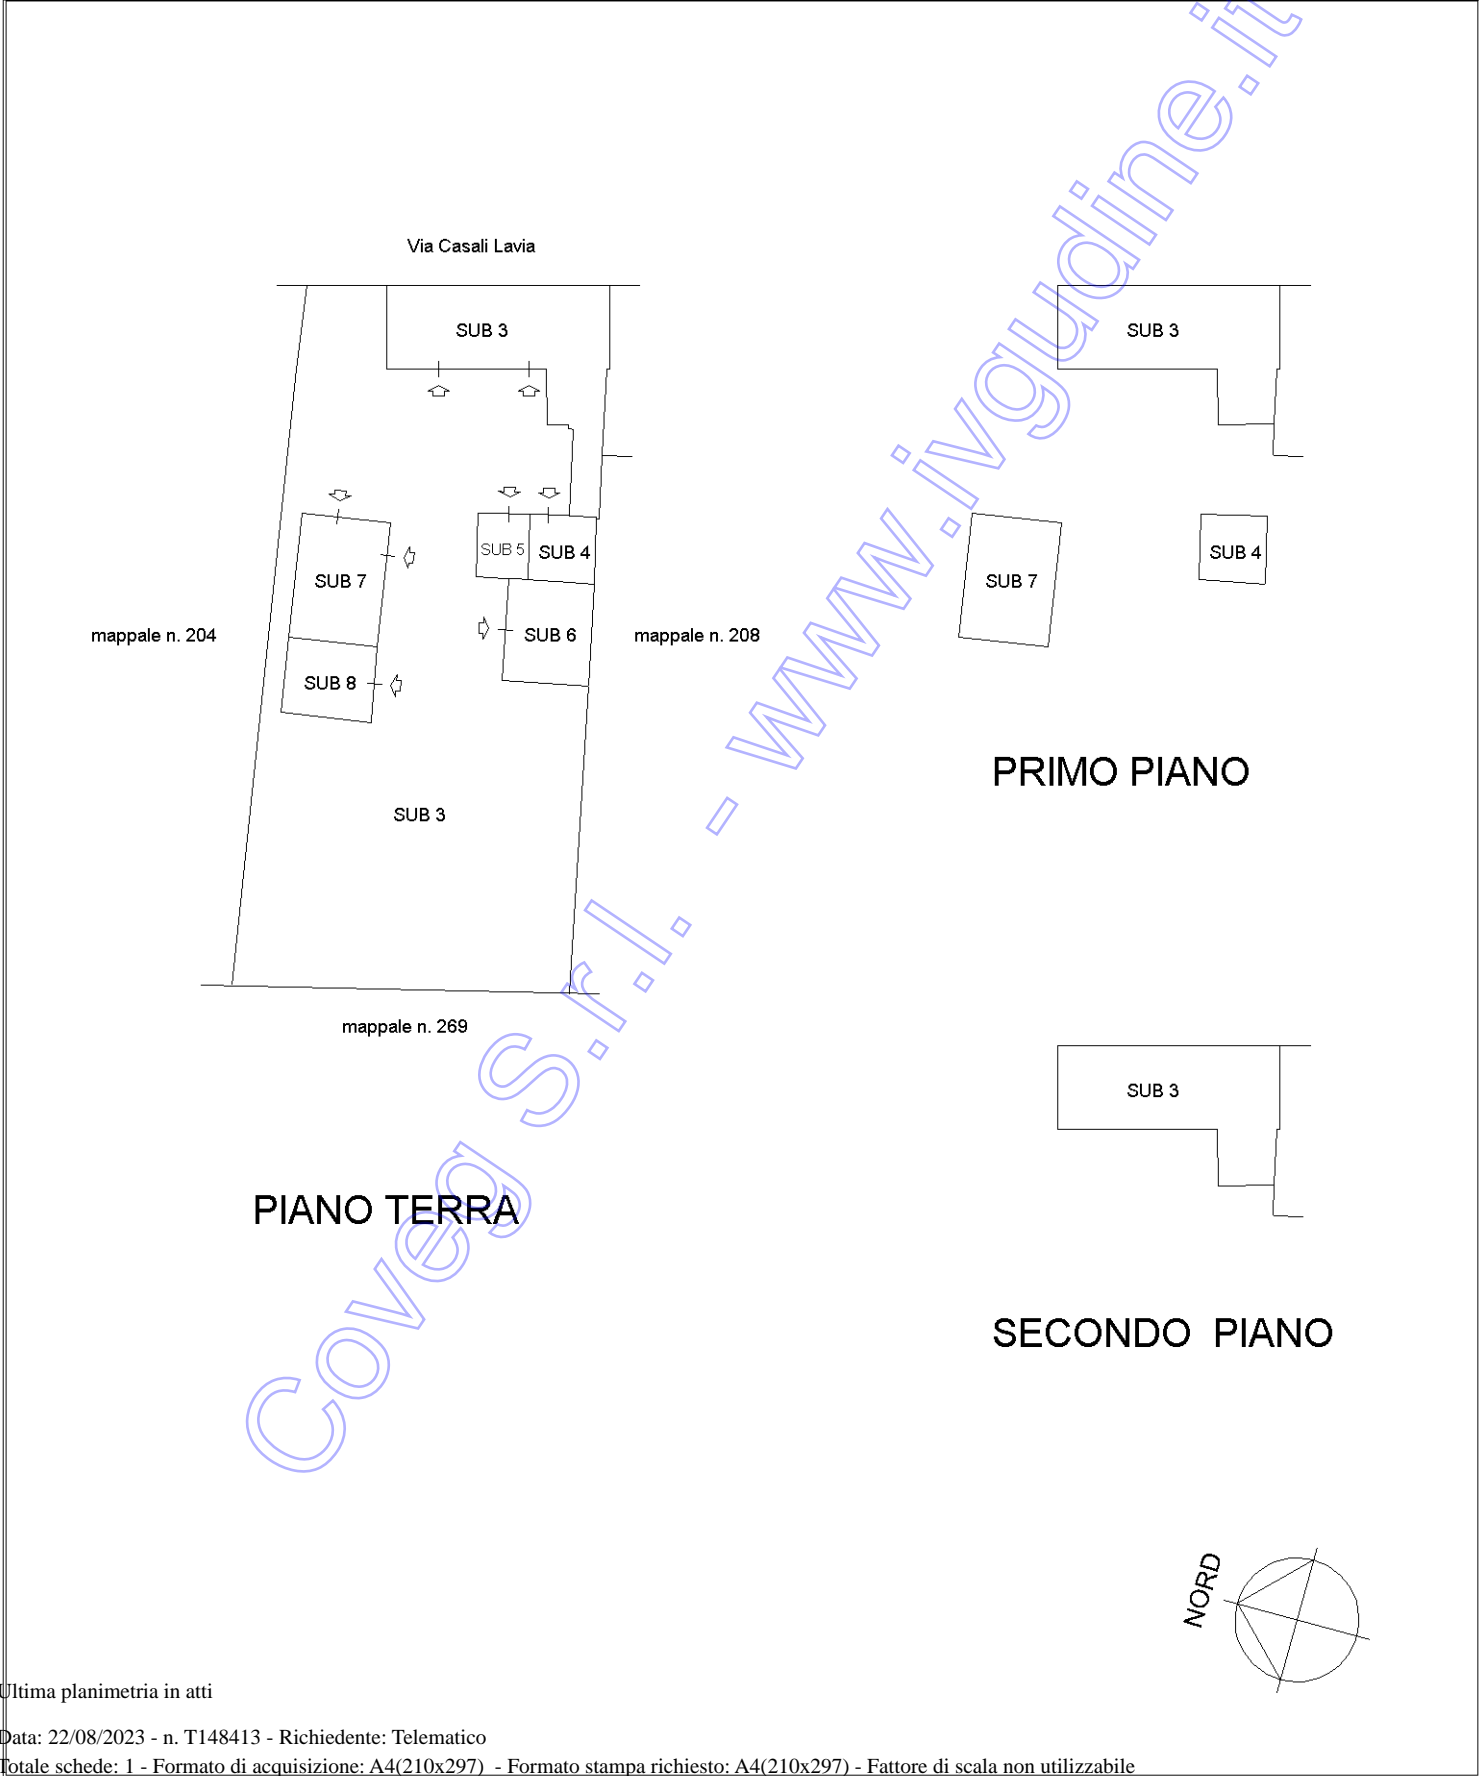 Via Casali Lavia
SUB 3
SUB 5
SUB 4
SUB 7
SUB 6
SUB 8
mappale n. 204
mappale n. 208
SUB 3
mappale n. 269
PIANO TERRA
SUB 3
SUB 7
SUB 4
PRIMO PIANO
SUB 3
SECONDO PIANO
NORD
Coveg S.r.l. - www.ivgudine.it
Ultima planimetria in atti
Data: 22/08/2023 - n. T148413 - Richiedente: Telematico
Totale schede: 1 - Formato di acquisizione: A4(210x297) - Formato stampa richiesto: A4(210x297) - Fattore di scala non utilizzabile